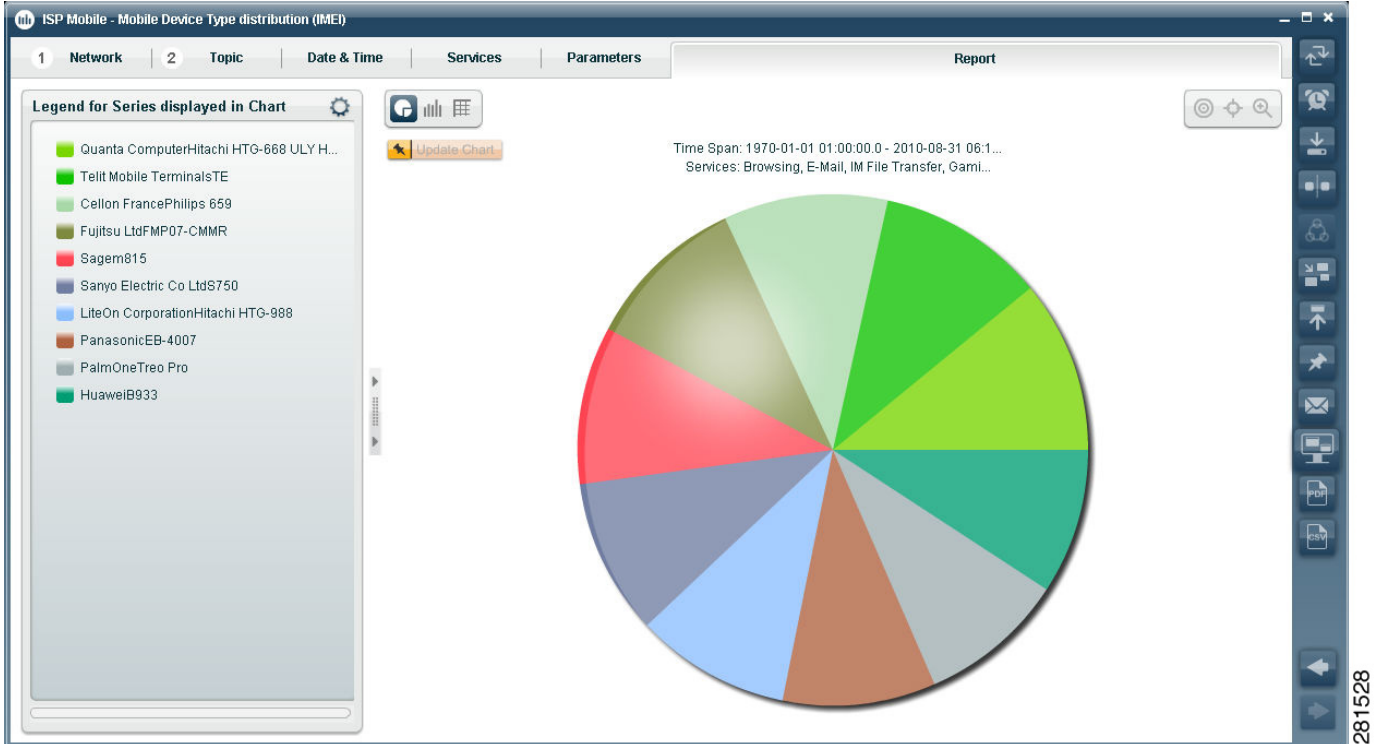 ISP Mobile - Mobile Device Type distribution (IMEI)
1 Network 2 Topic Date & Time Services Parameters Report
Legend for Series displayed in Chart
Quanta ComputerHitachi HTG-668 ULY H...
Telit Mobile TerminalsTE
Cellon FrancePhilips 659
Fujitsu LtdFMP07-CMMR
Sagem815
Sanyo Electric Co LtdS750
LiteOn CorporationHitachi HTG-988
PanasonicEB-4007
PalmOneTreo Pro
HuaweiB933
Update Chart
Time Span: 1970-01-01 01:00:00.0 - 2010-08-31 06:1...
Services: Browsing, E-Mail, IM File Transfer, Gami...
PDF
CSV
281528